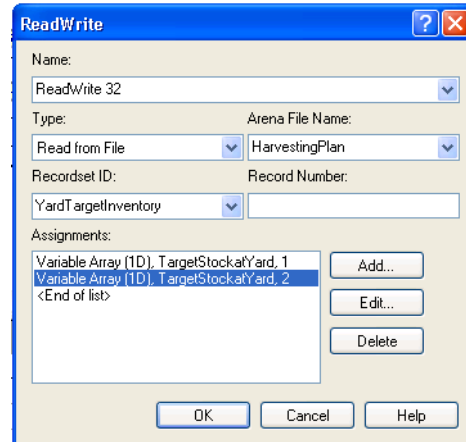 ReadWrite
Name:
ReadWrite 32
Type: Arena File Name:
Read from File HarvestingPlan
Recordset ID: Record Number:
YardTargetInventory
Assignments:
Variable Array (1D), TargetStockatYard, 1
Variable Array (1D), TargetStockatYard, 2
<End of list>
Add...
Edit...
Delete
OK Cancel Help